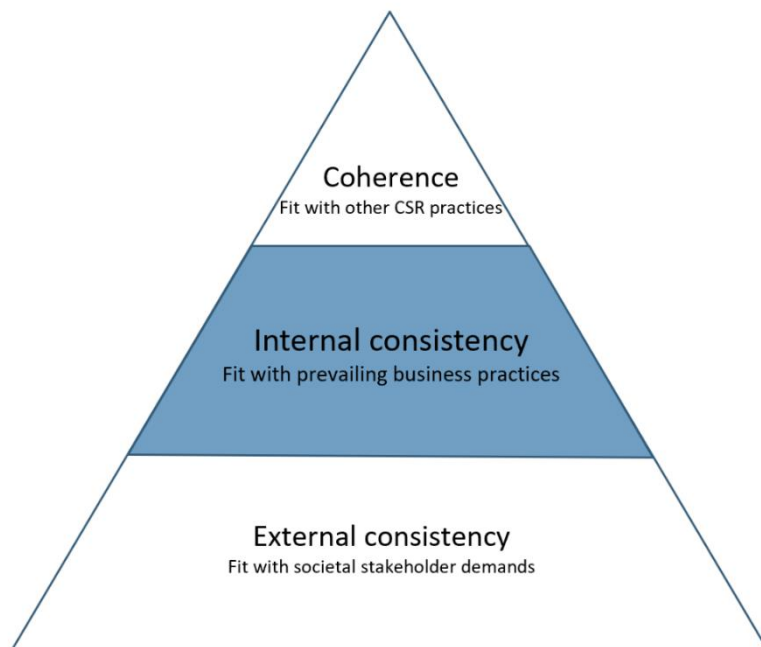 Coherence
Fit with other CSR practices
Internal consistency
Fit with prevailing business practices
External consistency
Fit with societal stakeholder demands